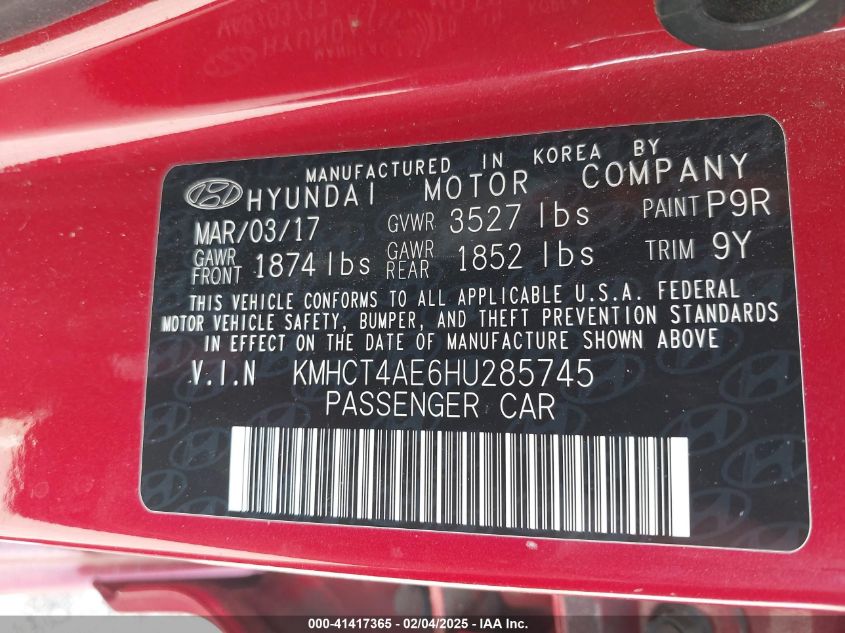 MANUFACTURED IN KOREA BY
HYUNDAI MOTOR COMPANY
MAR/03/17 GVWR 3527 lbs PAINT P9R
GAWR FRONT 1874 lbs GAWR REAR 1852 lbs TRIM 9Y
THIS VEHICLE CONFORMS TO ALL APPLICABLE U.S.A. FEDERAL
MOTOR VEHICLE SAFETY, BUMPER, AND THEFT PREVENTION STANDARDS
IN EFFECT ON THE DATE OF MANUFACTURE SHOWN ABOVE
V.I.N KMHCT4AE6HU285745
PASSENGER CAR
000-41417365 - 02/04/2025 - IAA Inc.